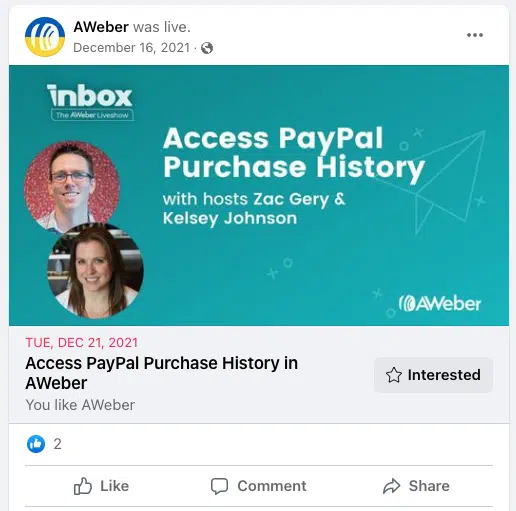 AWeber was live.
December 16, 2021 ·
inbox
The AWeber Liveshow
Access PayPal
Purchase History
with hosts Zac Gery &
Kelsey Johnson
AWeber
TUE, DEC 21, 2021
Access PayPal Purchase History in
AWeber
Interested
You like AWeber
2
Like Comment Share